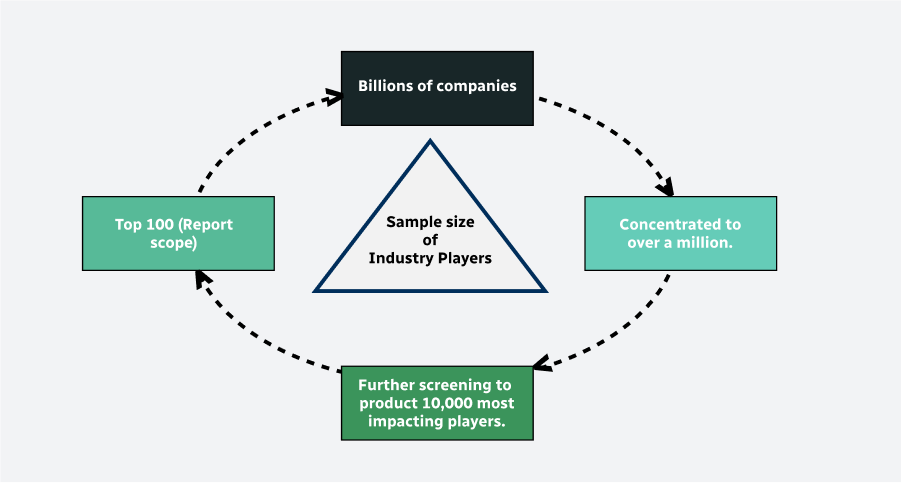 Billions of companies
Concentrated to
over a million.
Further screening to
product 10,000 most
impacting players.
Top 100 (Report
scope)
Sample size
of
Industry Players